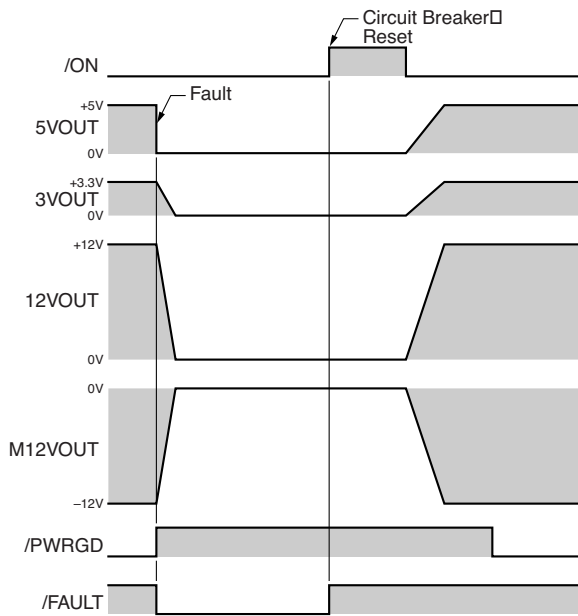 Circuit Breaker□
Reset
/ON
Fault
+5V
5VOUT
0V
+3.3V
3VOUT
0V
+12V
12VOUT
0V
0V
M12VOUT
–12V
/PWRGD
/FAULT